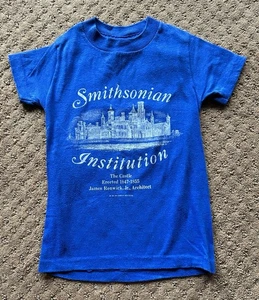 Smithsonian
Institution
The Castle
Erected 1847-1855
James Renwick, Jr., Architect